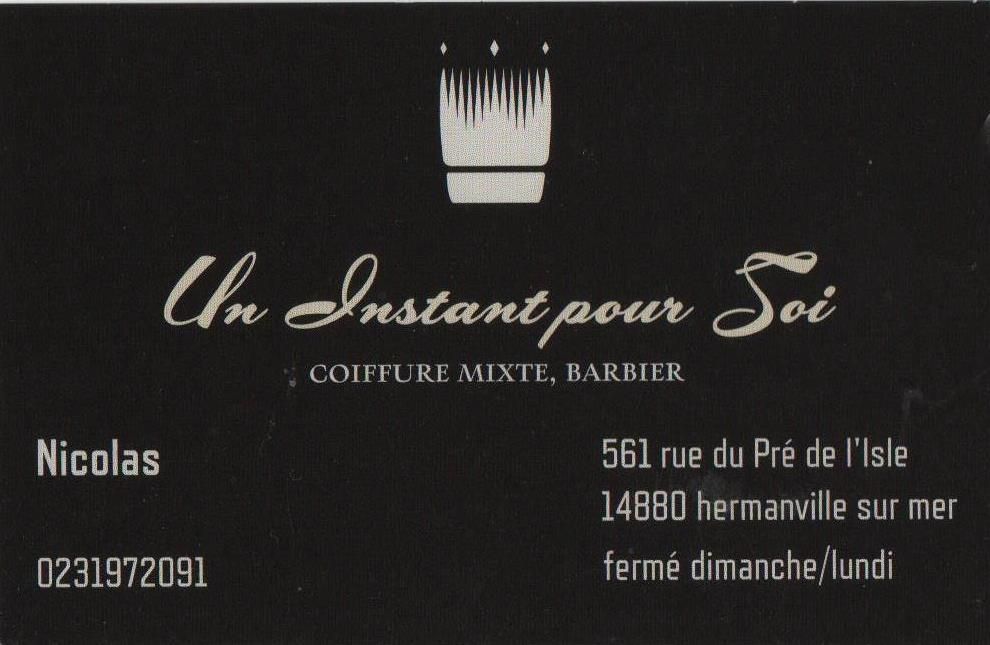 Un Instant pour Soi
COIFFURE MIXTE, BARBIER
Nicolas
0231972091
561 rue du Pré de l'Isle
14880 hermanville sur mer
fermé dimanche/lundi